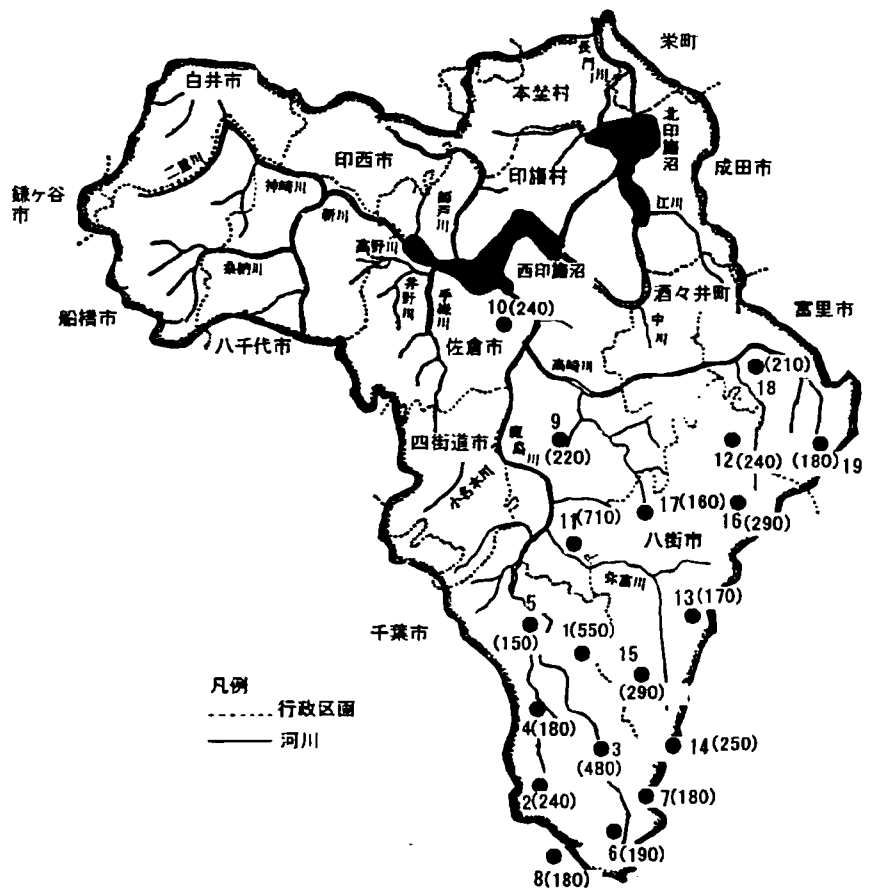 栄町
長門川
白井市
本埜村
北印旛沼
印西市
成田市
二重川
印旛村
鎌ヶ谷市
神崎川
師戸川
江川
新川
高野川
桑納川
西印旛沼
井野川
手繰川
酒々井町
船橋市
10(240)
富里市
中川
八千代市
佐倉市
高崎川
(210)
18
鹿島川
9
(220)
四街道市
12(240)
(180)
19
小名木川
17(160)
16(290)
11(710)
八街市
弥富川
13(170)
5
(150)
千葉市
1(550)
15
(290)
凡例
行政区画
河川
4(180)
3
(480)
14(250)
2(240)
7(180)
6(190)
8(180)